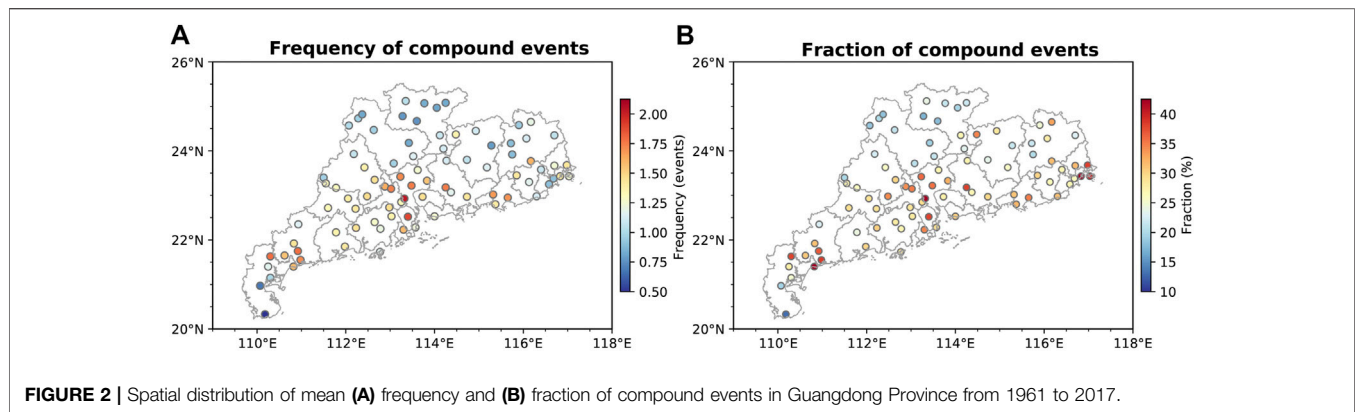 A
Frequency of compound events
26°N
24°N
22°N
20°N
110°E 112°E 114°E 116°E 118°E
2.00
1.75
1.50
1.25
1.00
0.75
0.50
Frequency (events)
B
Fraction of compound events
26°N
24°N
22°N
20°N
110°E 112°E 114°E 116°E 118°E
40
35
30
25
20
15
10
Fraction (%)
FIGURE 2 | Spatial distribution of mean (A) frequency and (B) fraction of compound events in Guangdong Province from 1961 to 2017.